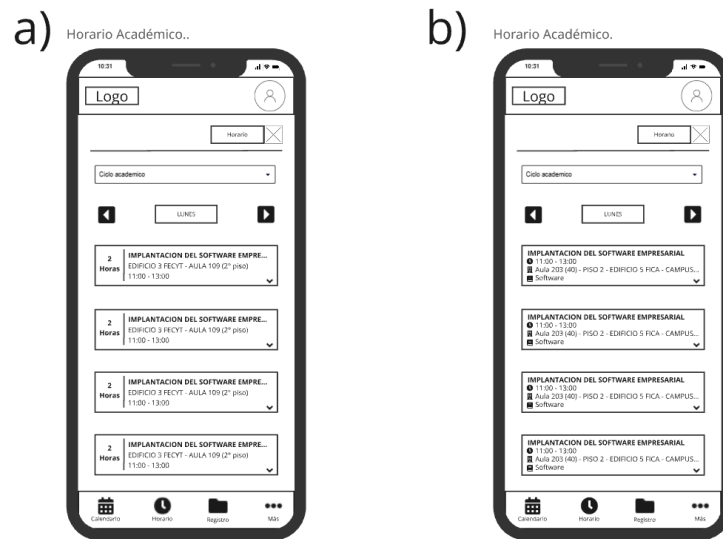 a)
Horario Académico..
10:31
Logo
Horario
Ciclo academico
LUNES
2 Horas
IMPLANTACION DEL SOFTWARE EMPRE...
EDIFICIO 3 FECYT - AULA 109 (2° piso)
11:00 - 13:00
2 Horas
IMPLANTACION DEL SOFTWARE EMPRE...
EDIFICIO 3 FECYT - AULA 109 (2° piso)
11:00 - 13:00
2 Horas
IMPLANTACION DEL SOFTWARE EMPRE...
EDIFICIO 3 FECYT - AULA 109 (2° piso)
11:00 - 13:00
2 Horas
IMPLANTACION DEL SOFTWARE EMPRE...
EDIFICIO 3 FECYT - AULA 109 (2° piso)
11:00 - 13:00
Calendario Horario Registro Más
b)
Horario Académico.
10:31
Logo
Horario
Ciclo academico
LUNES
IMPLANTACION DEL SOFTWARE EMPRESARIAL
11:00 - 13:00
Aula 203 (40) - PISO 2 - EDIFICIO 5 FICA - CAMPUS...
Software
IMPLANTACION DEL SOFTWARE EMPRESARIAL
11:00 - 13:00
Aula 203 (40) - PISO 2 - EDIFICIO 5 FICA - CAMPUS...
Software
IMPLANTACION DEL SOFTWARE EMPRESARIAL
11:00 - 13:00
Aula 203 (40) - PISO 2 - EDIFICIO 5 FICA - CAMPUS...
Software
IMPLANTACION DEL SOFTWARE EMPRESARIAL
11:00 - 13:00
Aula 203 (40) - PISO 2 - EDIFICIO 5 FICA - CAMPUS...
Software
Calendario Horario Registro Más